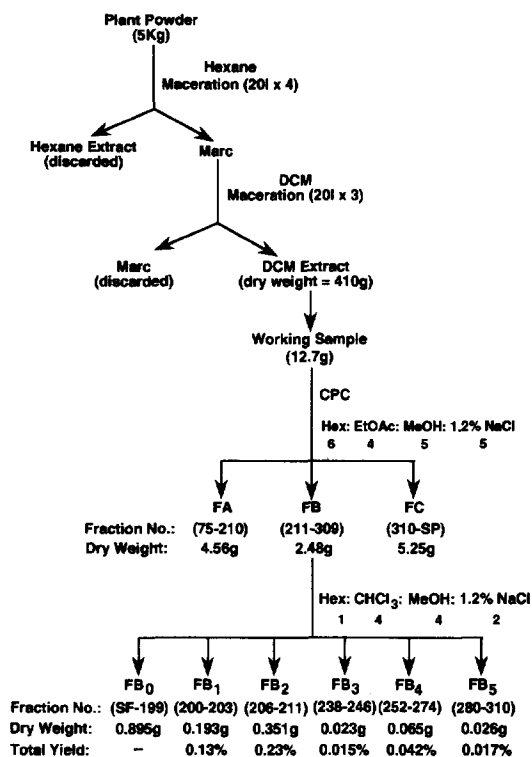 Plant Powder
(5Kg)
Hexane
Maceration (20l x 4)
Hexane Extract
(discarded)
Marc
DCM
Maceration (20l x 3)
Marc
(discarded)
DCM Extract
(dry weight = 410g)
Working Sample
(12.7g)
CPC
Hex: EtOAc: MeOH: 1.2% NaCl
6 4 5 5
FA FB FC
Fraction No.: (75-210) (211-309) (310-SP)
Dry Weight: 4.56g 2.48g 5.25g
Hex: CHCl3: MeOH: 1.2% NaCl
1 4 4 2
FB0 FB1 FB2 FB3 FB4 FB5
Fraction No.: (SF-199) (200-203) (206-211) (238-246) (252-274) (280-310)
Dry Weight: 0.895g 0.193g 0.351g 0.023g 0.065g 0.026g
Total Yield: – 0.13% 0.23% 0.015% 0.042% 0.017%